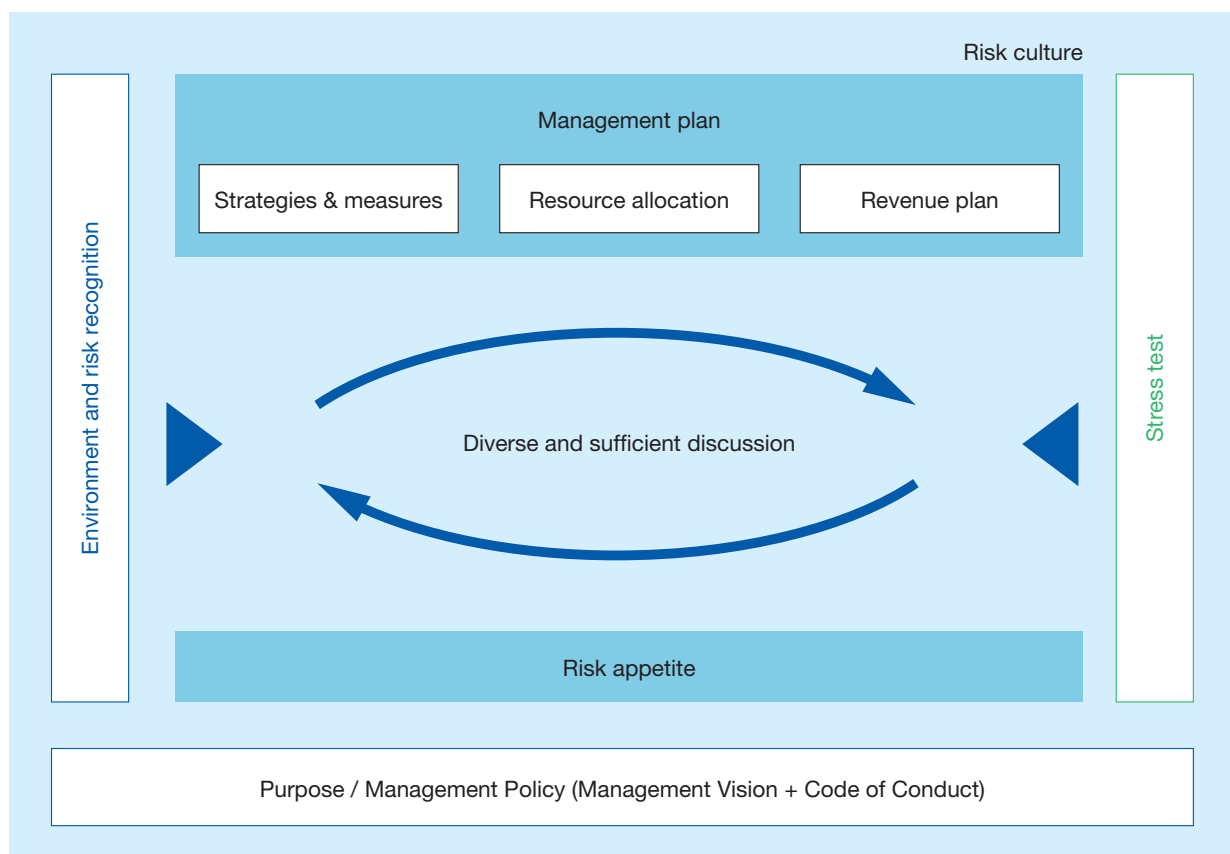 Risk culture
Management plan
Strategies & measures
Resource allocation
Revenue plan
Environment and risk recognition
Diverse and sufficient discussion
Stress test
Risk appetite
Purpose / Management Policy (Management Vision + Code of Conduct)